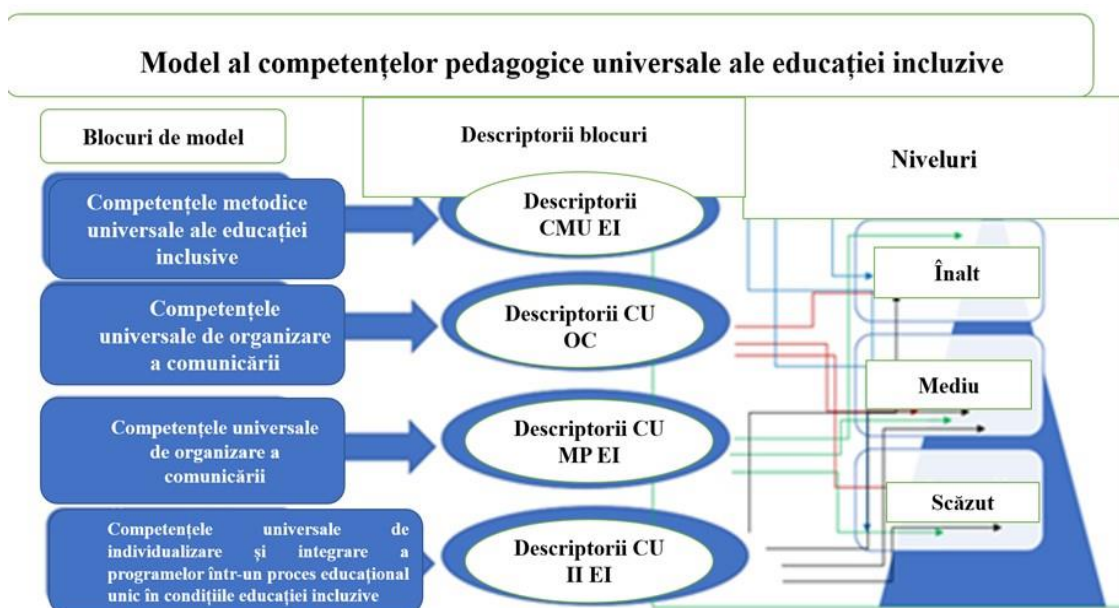 Model al competențelor pedagogice universale ale educației incluzive
Blocuri de model
Descriptorii blocuri
Niveluri
Competențele metodice
universale ale educației
inclusive
Descriptorii
CMU EI
Înalt
Competențele
universale de organizare
a comunicării
Descriptorii CU
OC
Mediu
Competențele universale
de organizare a
comunicării
Descriptorii CU
MP EI
Scăzut
Competențele universale de
individualizare și integrare a
programelor într-un proces educațional
unic în condițiile educației incluzive
Descriptorii CU
II EI